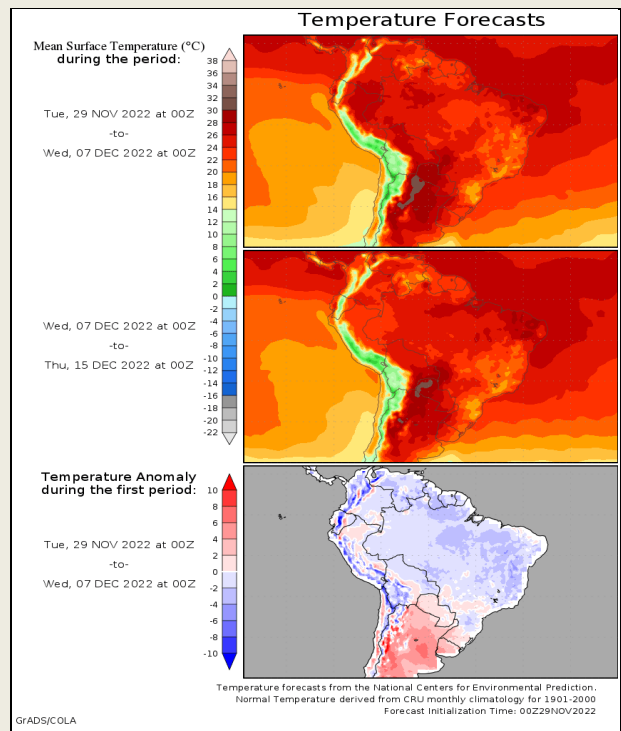 Temperature Forecasts
Mean Surface Temperature (°C)
during the period:
Tue, 29 NOV 2022 at 00Z
-to-
Wed, 07 DEC 2022 at 00Z
38
36
34
32
30
28
26
24
22
20
18
16
14
12
10
8
6
4
2
0
-2
-4
-6
-8
-10
-12
-14
-16
-18
-20
-22
Wed, 07 DEC 2022 at 00Z
-to-
Thu, 15 DEC 2022 at 00Z
Temperature Anomaly
during the first period:
Tue, 29 NOV 2022 at 00Z
-to-
Wed, 07 DEC 2022 at 00Z
10
8
6
4
2
0
-2
-4
-6
-8
-10
Temperature forecasts from the National Centers for Environmental Prediction.
Normal Temperature derived from CRU monthly climatology for 1901-2000
Forecast Initialization Time: 00Z29NOV2022
GrADS/COLA